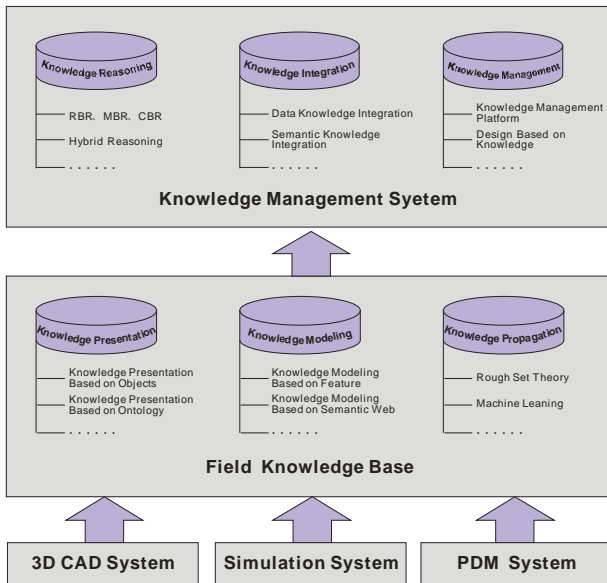 Knowledge Reasoning
RBR、MBR、CBR
Hybrid Reasoning
......
Knowledge Integration
Data Knowledge Integration
Semantic Knowledge
Integration
......
Knowledge Management
Knowledge Management
Platform
Design Based on
Knowledge
......
Knowledge Management Syetem
Knowledge Presentation
Knowledge Presentation
Based on Objects
Knowledge Presentation
Based on Ontology
......
Knowledge Modeling
Knowledge Modeling
Based on Feature
Knowledge Modeling
Based on Semantic Web
......
Knowledge Propagation
Rough Set Theory
Machine Leaning
......
Field Knowledge Base
3D CAD System
Simulation System
PDM System